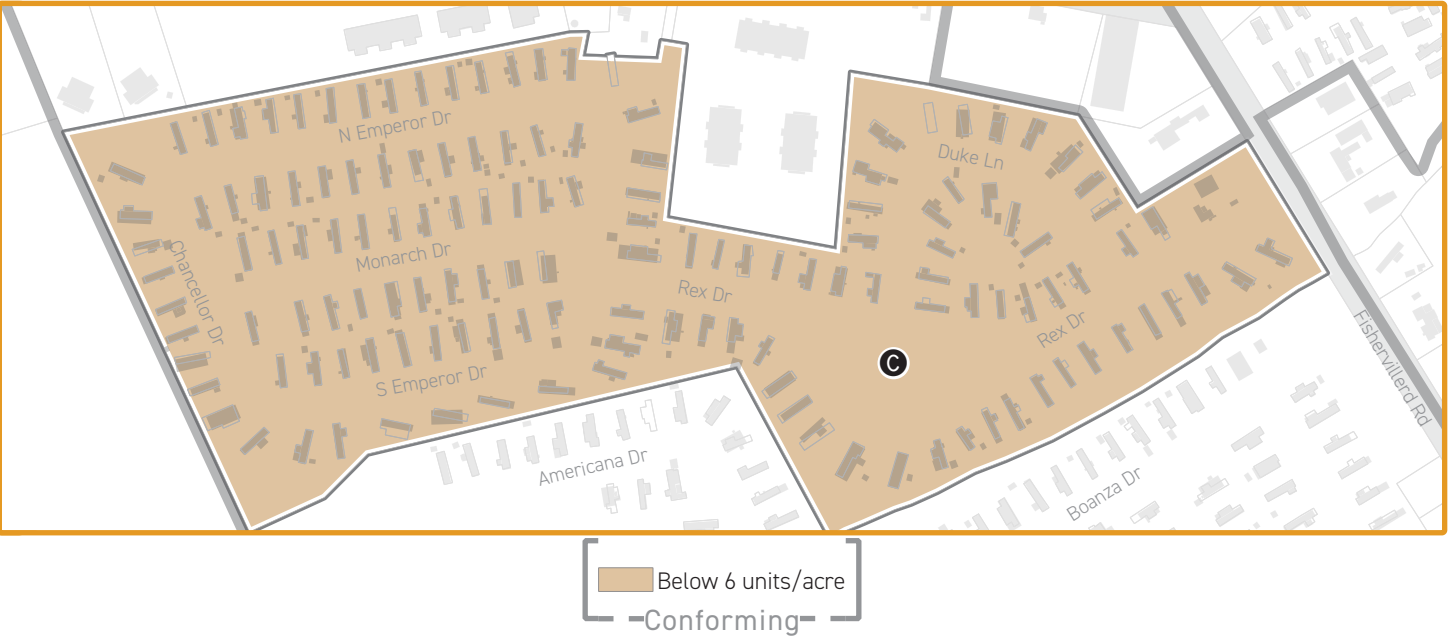 N Emperor Dr
Duke Ln
Monarch Dr
Chancellor Dr
Rex Dr
Rex Dr
Fishervillerd Rd
C
S Emperor Dr
Americana Dr
Boanza Dr
Below 6 units/acre
Conforming